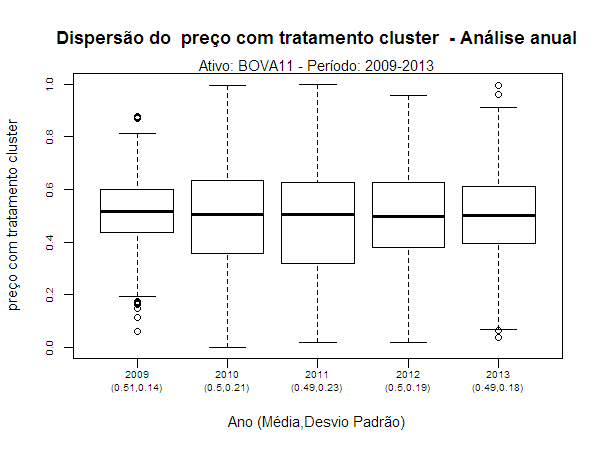 Dispersão do  preço com tratamento cluster  - Análise anual
Ativo: BOVA11 - Período: 2009-2013
preço com tratamento cluster
1.0
0.8
0.6
0.4
0.2
0.0
2009 2010 2011 2012 2013
(0.51,0.14) (0.5,0.21) (0.49,0.23) (0.5,0.19) (0.49,0.18)
Ano (Média,Desvio Padrão)